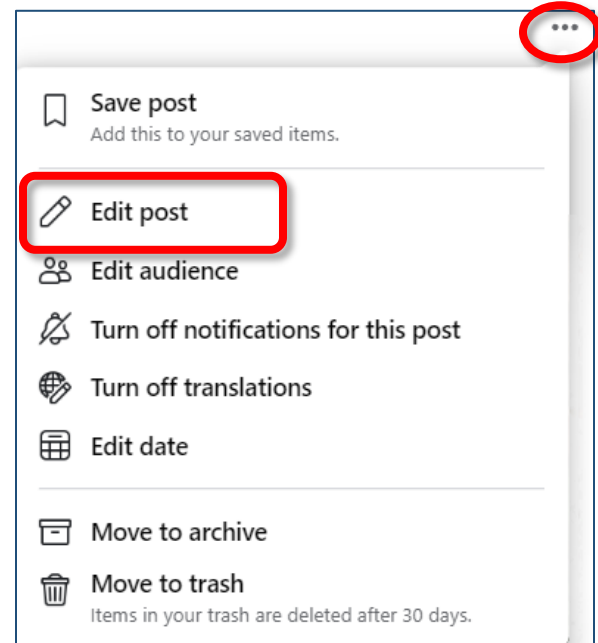 Save post
Add this to your saved items.
Edit post
Edit audience
Turn off notifications for this post
Turn off translations
Edit date
Move to archive
Move to trash
Items in your trash are deleted after 30 days.